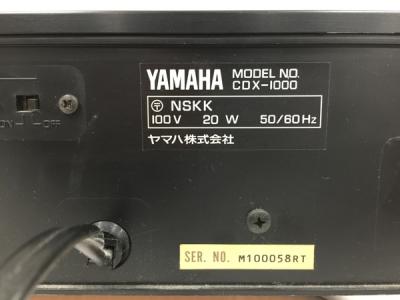 YAMAHA MODEL NO. CDX-1000
〒 NSKK
100V 20 W 50/60Hz
ヤマハ株式会社
OFF
SER. NO. M100058RT